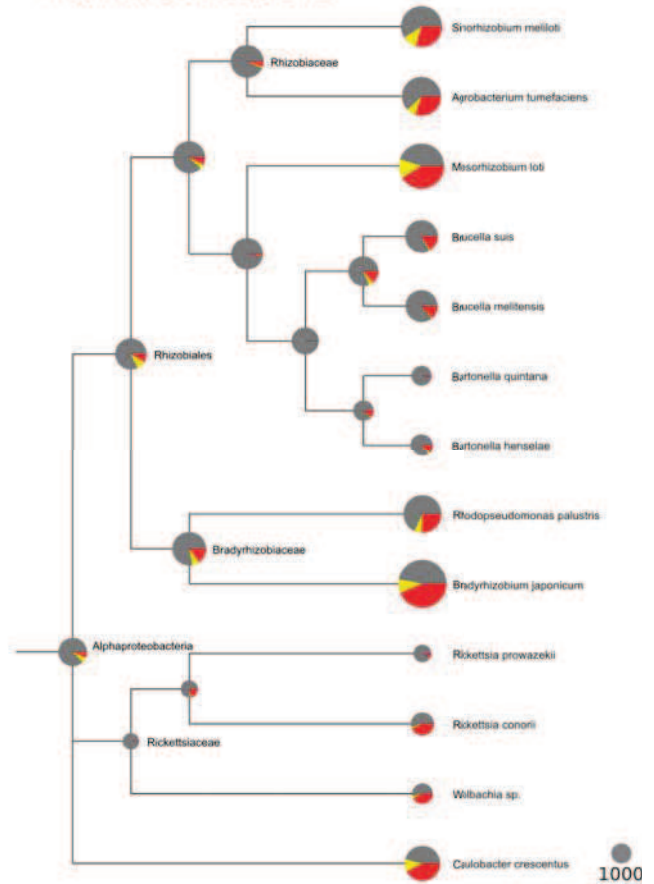 Sinorhizobium meliloti
Rhizobiaceae
Agrobacterium tumefaciens
Mesorhizobium loti
Brucella suis
Brucella melitensis
Rhizobiales
Bartonella quintana
Bartonella henselae
Rhodopseudomonas palustris
Bradyrhizobiaceae
Bradyrhizobium japonicum
Alphaproteobacteria
Rickettsia prowazekii
Rickettsia conorii
Rickettsiaceae
Wolbachia sp.
Caulobacter crescentus
1000